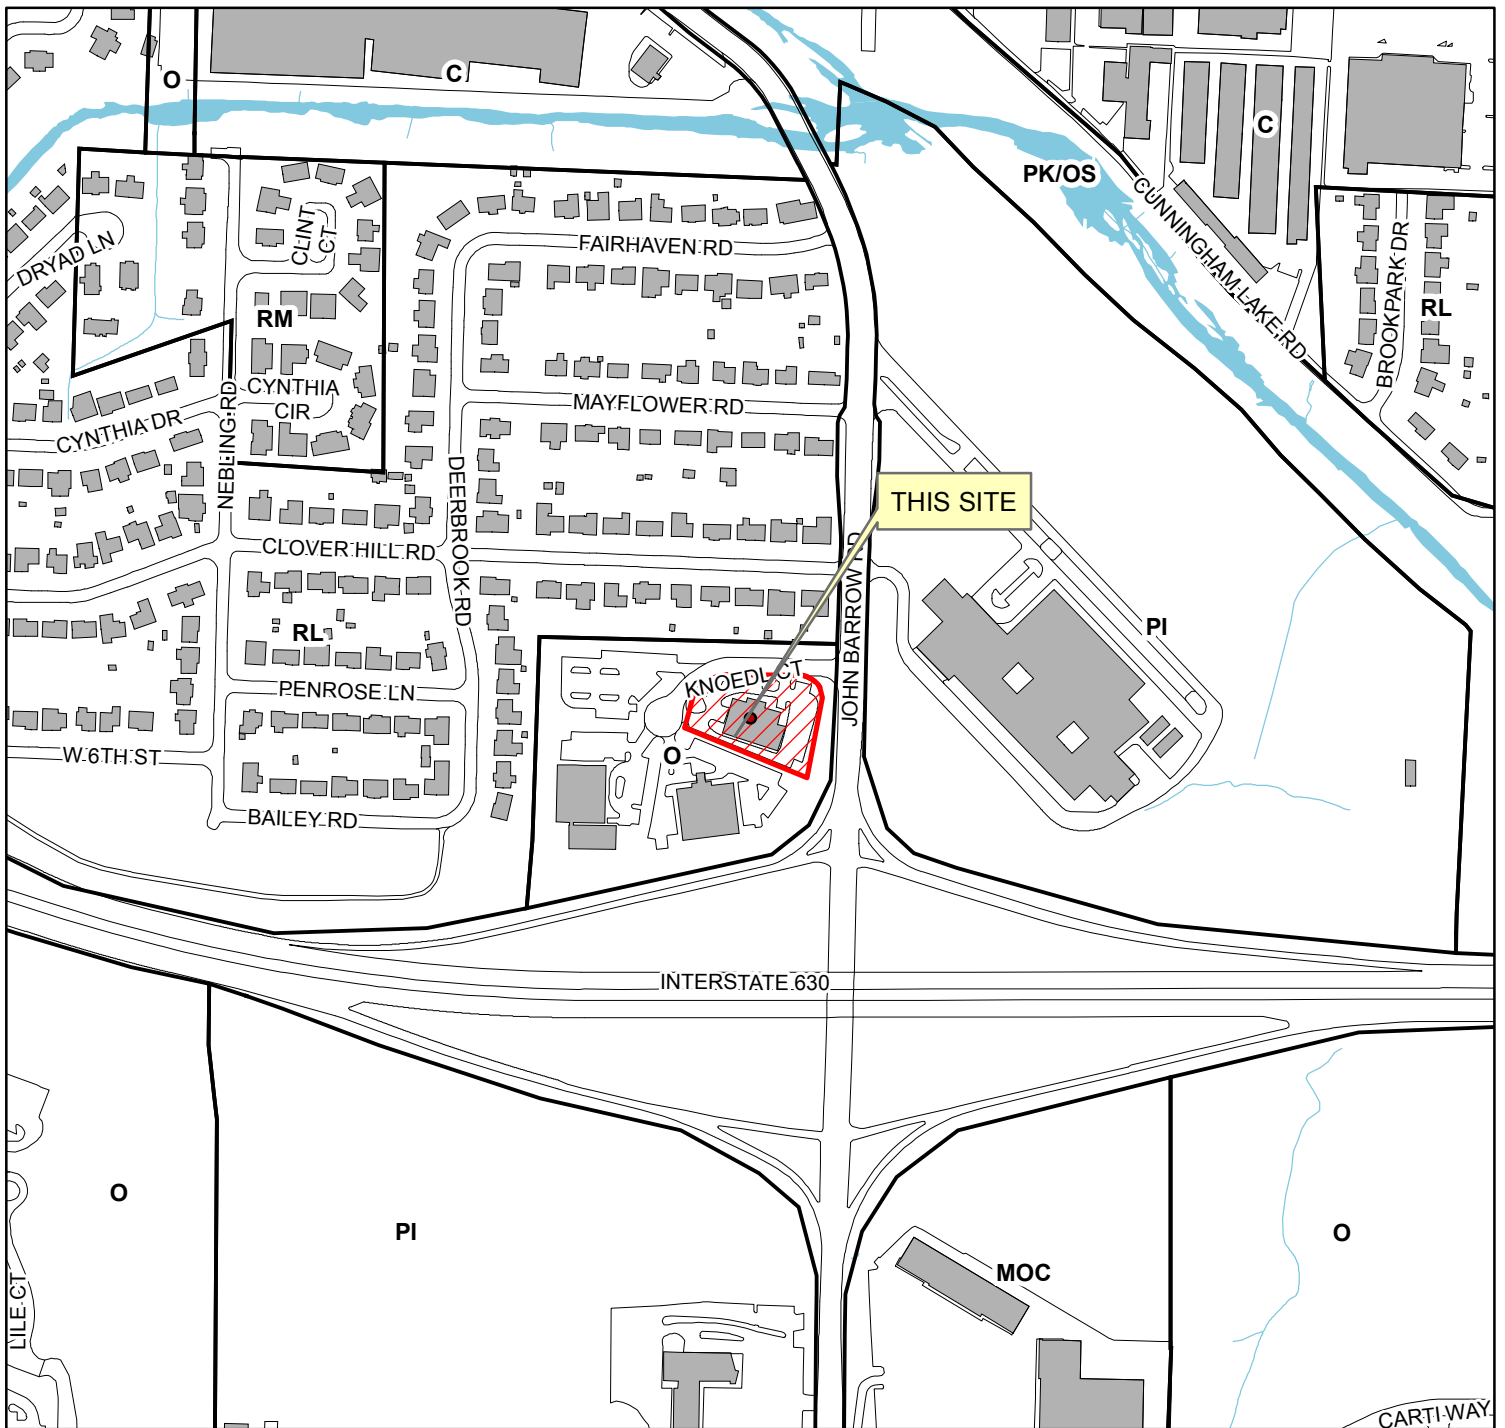 O
C
C
PK/OS
CUNNINGHAM LAKE RD
DRYAD LN
CLINT
CT
FAIRHAVEN RD
BROOKPARK DR
RL
RM
CYNTHIA
CIR
MAYFLOWER RD
CYNTHIA DR
NEBLING RD
DEERBROOK RD
THIS SITE
CLOVER HILL RD
JOHN BARROW RD
RL
PI
KNOEDL CT
PENROSE LN
W 6TH ST
O
BAILEY RD
INTERSTATE 630
O
PI
O
MOC
LILE CT
CARTI WAY